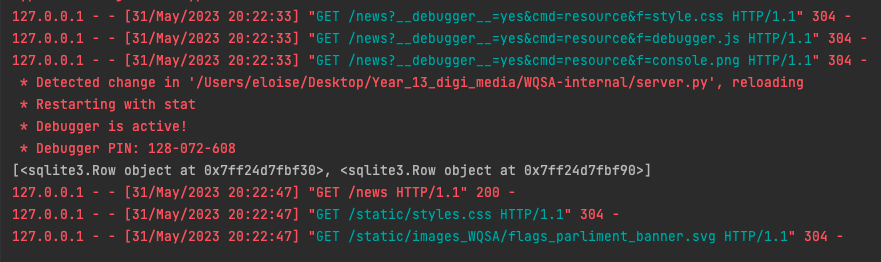 127.0.0.1 - - [31/May/2023 20:22:33] "GET /news?__debugger__=yes&cmd=resource&f=style.css HTTP/1.1" 304 -
127.0.0.1 - - [31/May/2023 20:22:33] "GET /news?__debugger__=yes&cmd=resource&f=debugger.js HTTP/1.1" 304 -
127.0.0.1 - - [31/May/2023 20:22:33] "GET /news?__debugger__=yes&cmd=resource&f=console.png HTTP/1.1" 304 -
 * Detected change in '/Users/eloise/Desktop/Year_13_digi_media/WQSA-internal/server.py', reloading
 * Restarting with stat
 * Debugger is active!
 * Debugger PIN: 128-072-608
[<sqlite3.Row object at 0x7ff24d7fbf30>, <sqlite3.Row object at 0x7ff24d7fbf90>]
127.0.0.1 - - [31/May/2023 20:22:47] "GET /news HTTP/1.1" 200 -
127.0.0.1 - - [31/May/2023 20:22:47] "GET /static/styles.css HTTP/1.1" 304 -
127.0.0.1 - - [31/May/2023 20:22:47] "GET /static/images_WQSA/flags_parliment_banner.svg HTTP/1.1" 304 -